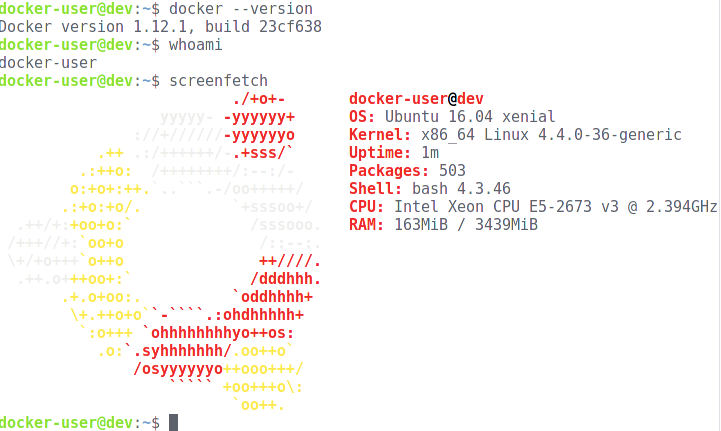 docker-user@dev:~$ docker --version
Docker version 1.12.1, build 23cf638
docker-user@dev:~$ whoami
docker-user
docker-user@dev:~$ screenfetch
                          ./+o+-       docker-user@dev
                  yyyyy- -yyyyyy+      OS: Ubuntu 16.04 xenial
               ://+//////-yyyyyyo      Kernel: x86_64 Linux 4.4.0-36-generic
           .++ .:/++++++/-.+sss/`      Uptime: 1m
         .:++o:  /++++++++/:--:/-      Packages: 503
        o:+o+:++.`..```.-/oo+++++/     Shell: bash 4.3.46
       .:+o:+o/.          `+sssoo+/    CPU: Intel Xeon CPU E5-2673 v3 @ 2.394GHz
  .++/+:+oo+o:`             /sssooo.   RAM: 163MiB / 3439MiB
 /+++//+:`oo+o               /::--:.
 \+/+o+++`o++o               ++////.
  .++.o+++oo+:`             /dddhhh.
       .+.o+oo:.          `oddhhhh+
        \+.++o+o``-````.:ohdhhhhh+
         `:o+++ `ohhhhhhhhyo++os:
           .o:`.syhhhhhhh/.oo++o`
               /osyyyyyyo++ooo+++/
                   ````` +oo+++o\:
                          `oo++.
docker-user@dev:~$